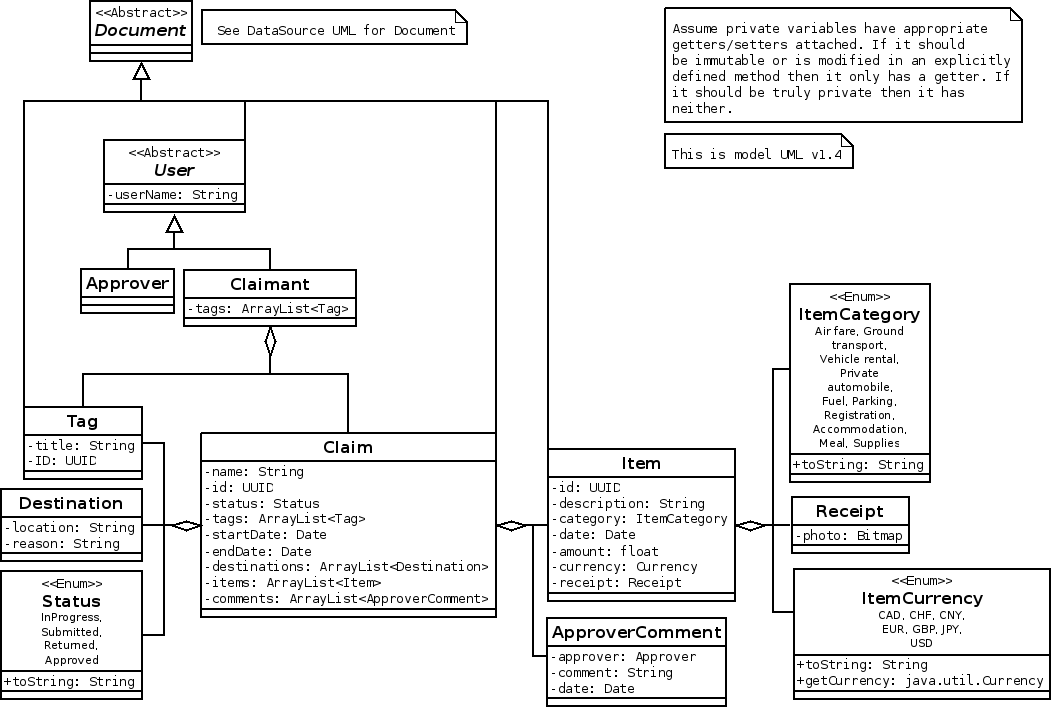 <<Abstract>>
Document
See DataSource UML for Document
Assume private variables have appropriate
getters/setters attached. If it should
be immutable or is modified in an explicitly
defined method then it only has a getter. If
it should be truly private then it has
neither.
This is model UML v1.4
<<Abstract>>
User
-userName: String
Approver
Claimant
-tags: ArrayList<Tag>
Tag
-title: String
-ID: UUID
Destination
-location: String
-reason: String
<<Enum>>
Status
InProgress,
Submitted,
Returned,
Approved
+toString: String
Claim
-name: String
-id: UUID
-status: Status
-tags: ArrayList<Tag>
-startDate: Date
-endDate: Date
-destinations: ArrayList<Destination>
-items: ArrayList<Item>
-comments: ArrayList<ApproverComment>
Item
-id: UUID
-description: String
-category: ItemCategory
-date: Date
-amount: float
-currency: Currency
-receipt: Receipt
ApproverComment
-approver: Approver
-comment: String
-date: Date
<<Enum>>
ItemCategory
Air fare, Ground
transport,
Vehicle rental,
Private
automobile,
Fuel, Parking,
Registration,
Accommodation,
Meal, Supplies
+toString: String
Receipt
-photo: Bitmap
<<Enum>>
ItemCurrency
CAD, CHF, CNY,
EUR, GBP, JPY,
USD
+toString: String
+getCurrency: java.util.Currency